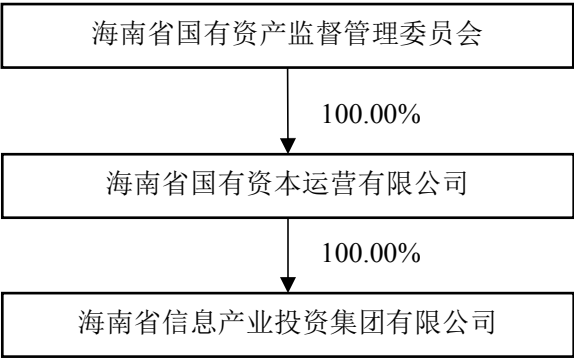 海南省国有资产监督管理委员会
100.00%
海南省国有资本运营有限公司
100.00%
海南省信息产业投资集团有限公司